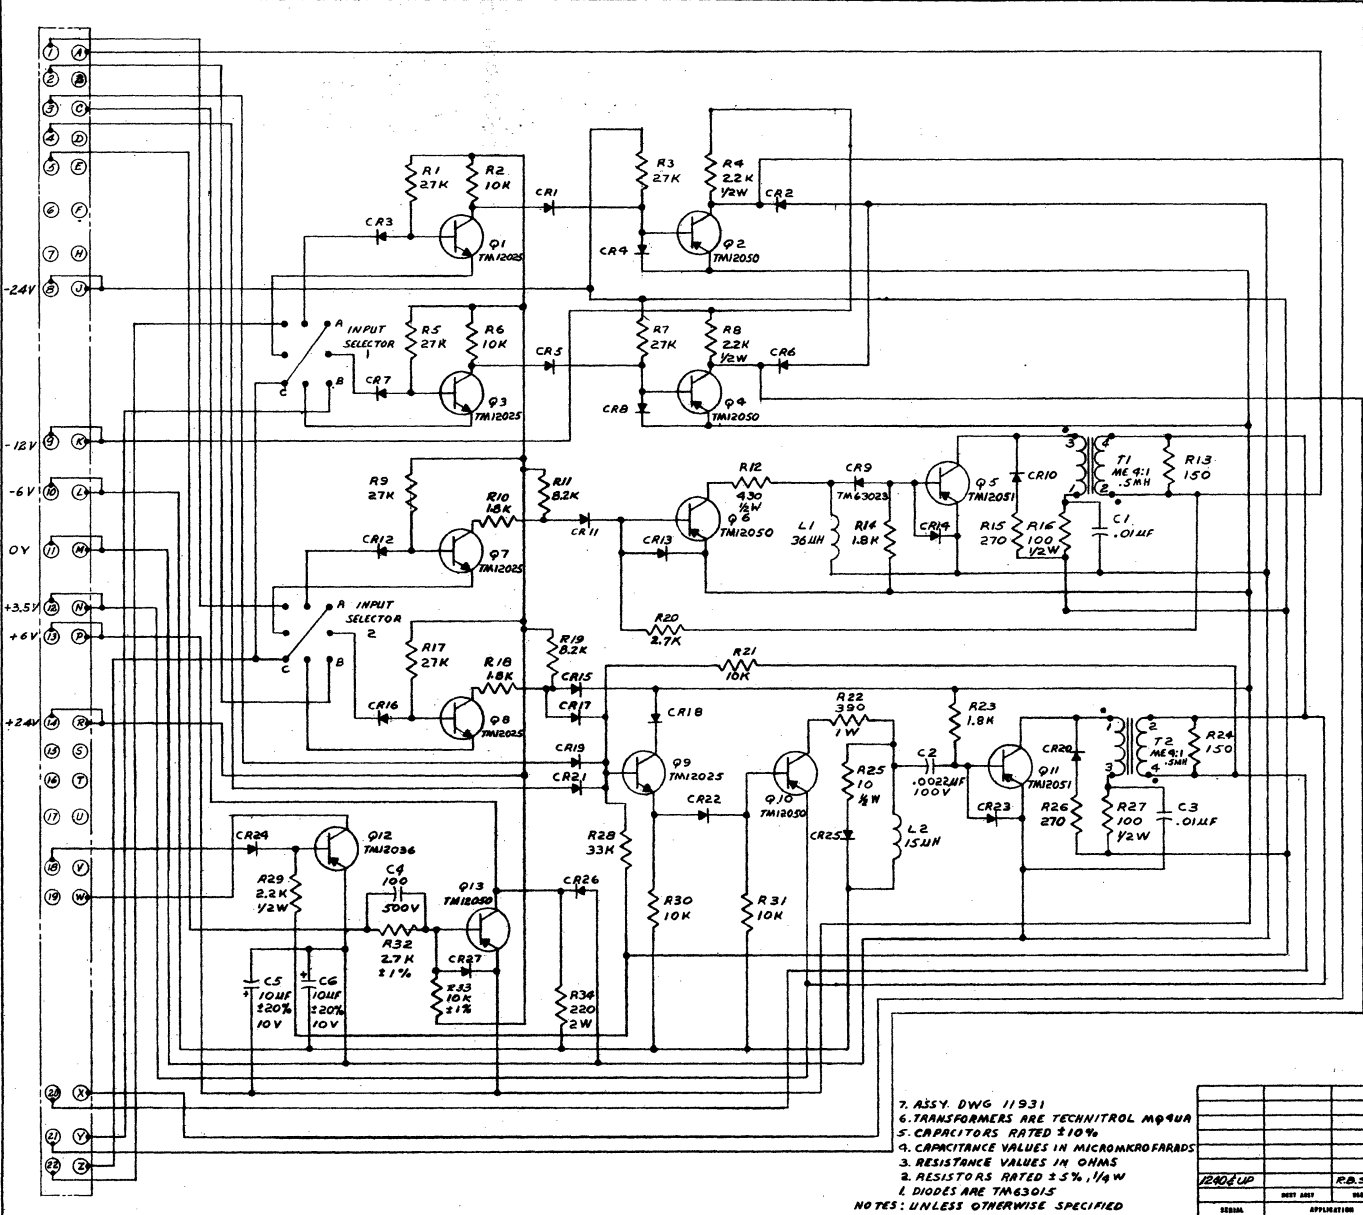 1 A
2 B
3 C
4 D
5 E
6 F
7 H
-24V 8 J
-12V 9 K
-6V 10 L
0V 11 M
+3.5V 12 N
+6V 13 P
+24V 14 R
15 S
16 T
17 U
18 V
19 W
20 X
21 Y
22 Z
R1
27K
R2
10K
CR1
CR3
Q1
TM12025
R3
27K
R4
2.2K
1/2W
CR2
CR4
Q2
TM12050
A INPUT
SELECTOR
1
B
C
R5
27K
R6
10K
CR5
CR7
Q3
TM12025
R7
27K
R8
2.2K
1/2W
CR6
CR8
Q4
TM12050
R9
27K
R10
1.8K
R11
8.2K
CR12
Q7
TM12025
CR11
R12
430
1/2W
Q6
TM12050
CR13
CR9
TM63023
L1
36UH
R14
1.8K
Q5
TM12051
CR14
CR10
R15
270
R16
100
1/2W
C1
.01UF
3 4
1 2
T1
ME 4:1
.5MH
R13
150
A INPUT
SELECTOR
2
B
C
R17
27K
R18
1.8K
R19
8.2K
CR16
Q8
TM12025
CR15
CR17
CR19
CR21
R20
2.7K
R21
10K
CR18
Q9
TM12025
CR22
R22
390
1W
Q10
TM12050
R25
10
1/2W
CR25
L2
15UH
C2
.0022UF
100V
R23
1.8K
Q11
TM12051
CR23
CR20
R26
270
R27
100
1/2W
C3
.01UF
1 2
3 4
T2
ME 4:1
.5MH
R24
150
CR24
Q12
TM12036
R29
2.2K
1/2W
C4
100
500V
R32
2.7K
±1%
Q13
TM12050
CR27
R33
10K
±1%
CR26
R34
220
2W
R28
33K
R30
10K
R31
10K
C5
10UF
±20%
10V
C6
10UF
±20%
10V
7. ASSY. DWG 11931
6. TRANSFORMERS ARE TECHNITROL MQ4UA
5. CAPACITORS RATED ±10%
4. CAPACITANCE VALUES IN MICROMICROFARADS
3. RESISTANCE VALUES IN OHMS
2. RESISTORS RATED ±5%, 1/4W
1. DIODES ARE TM63015
NOTES: UNLESS OTHERWISE SPECIFIED
1240&UP
NEXT ASSY
SERIAL
APPLICATION